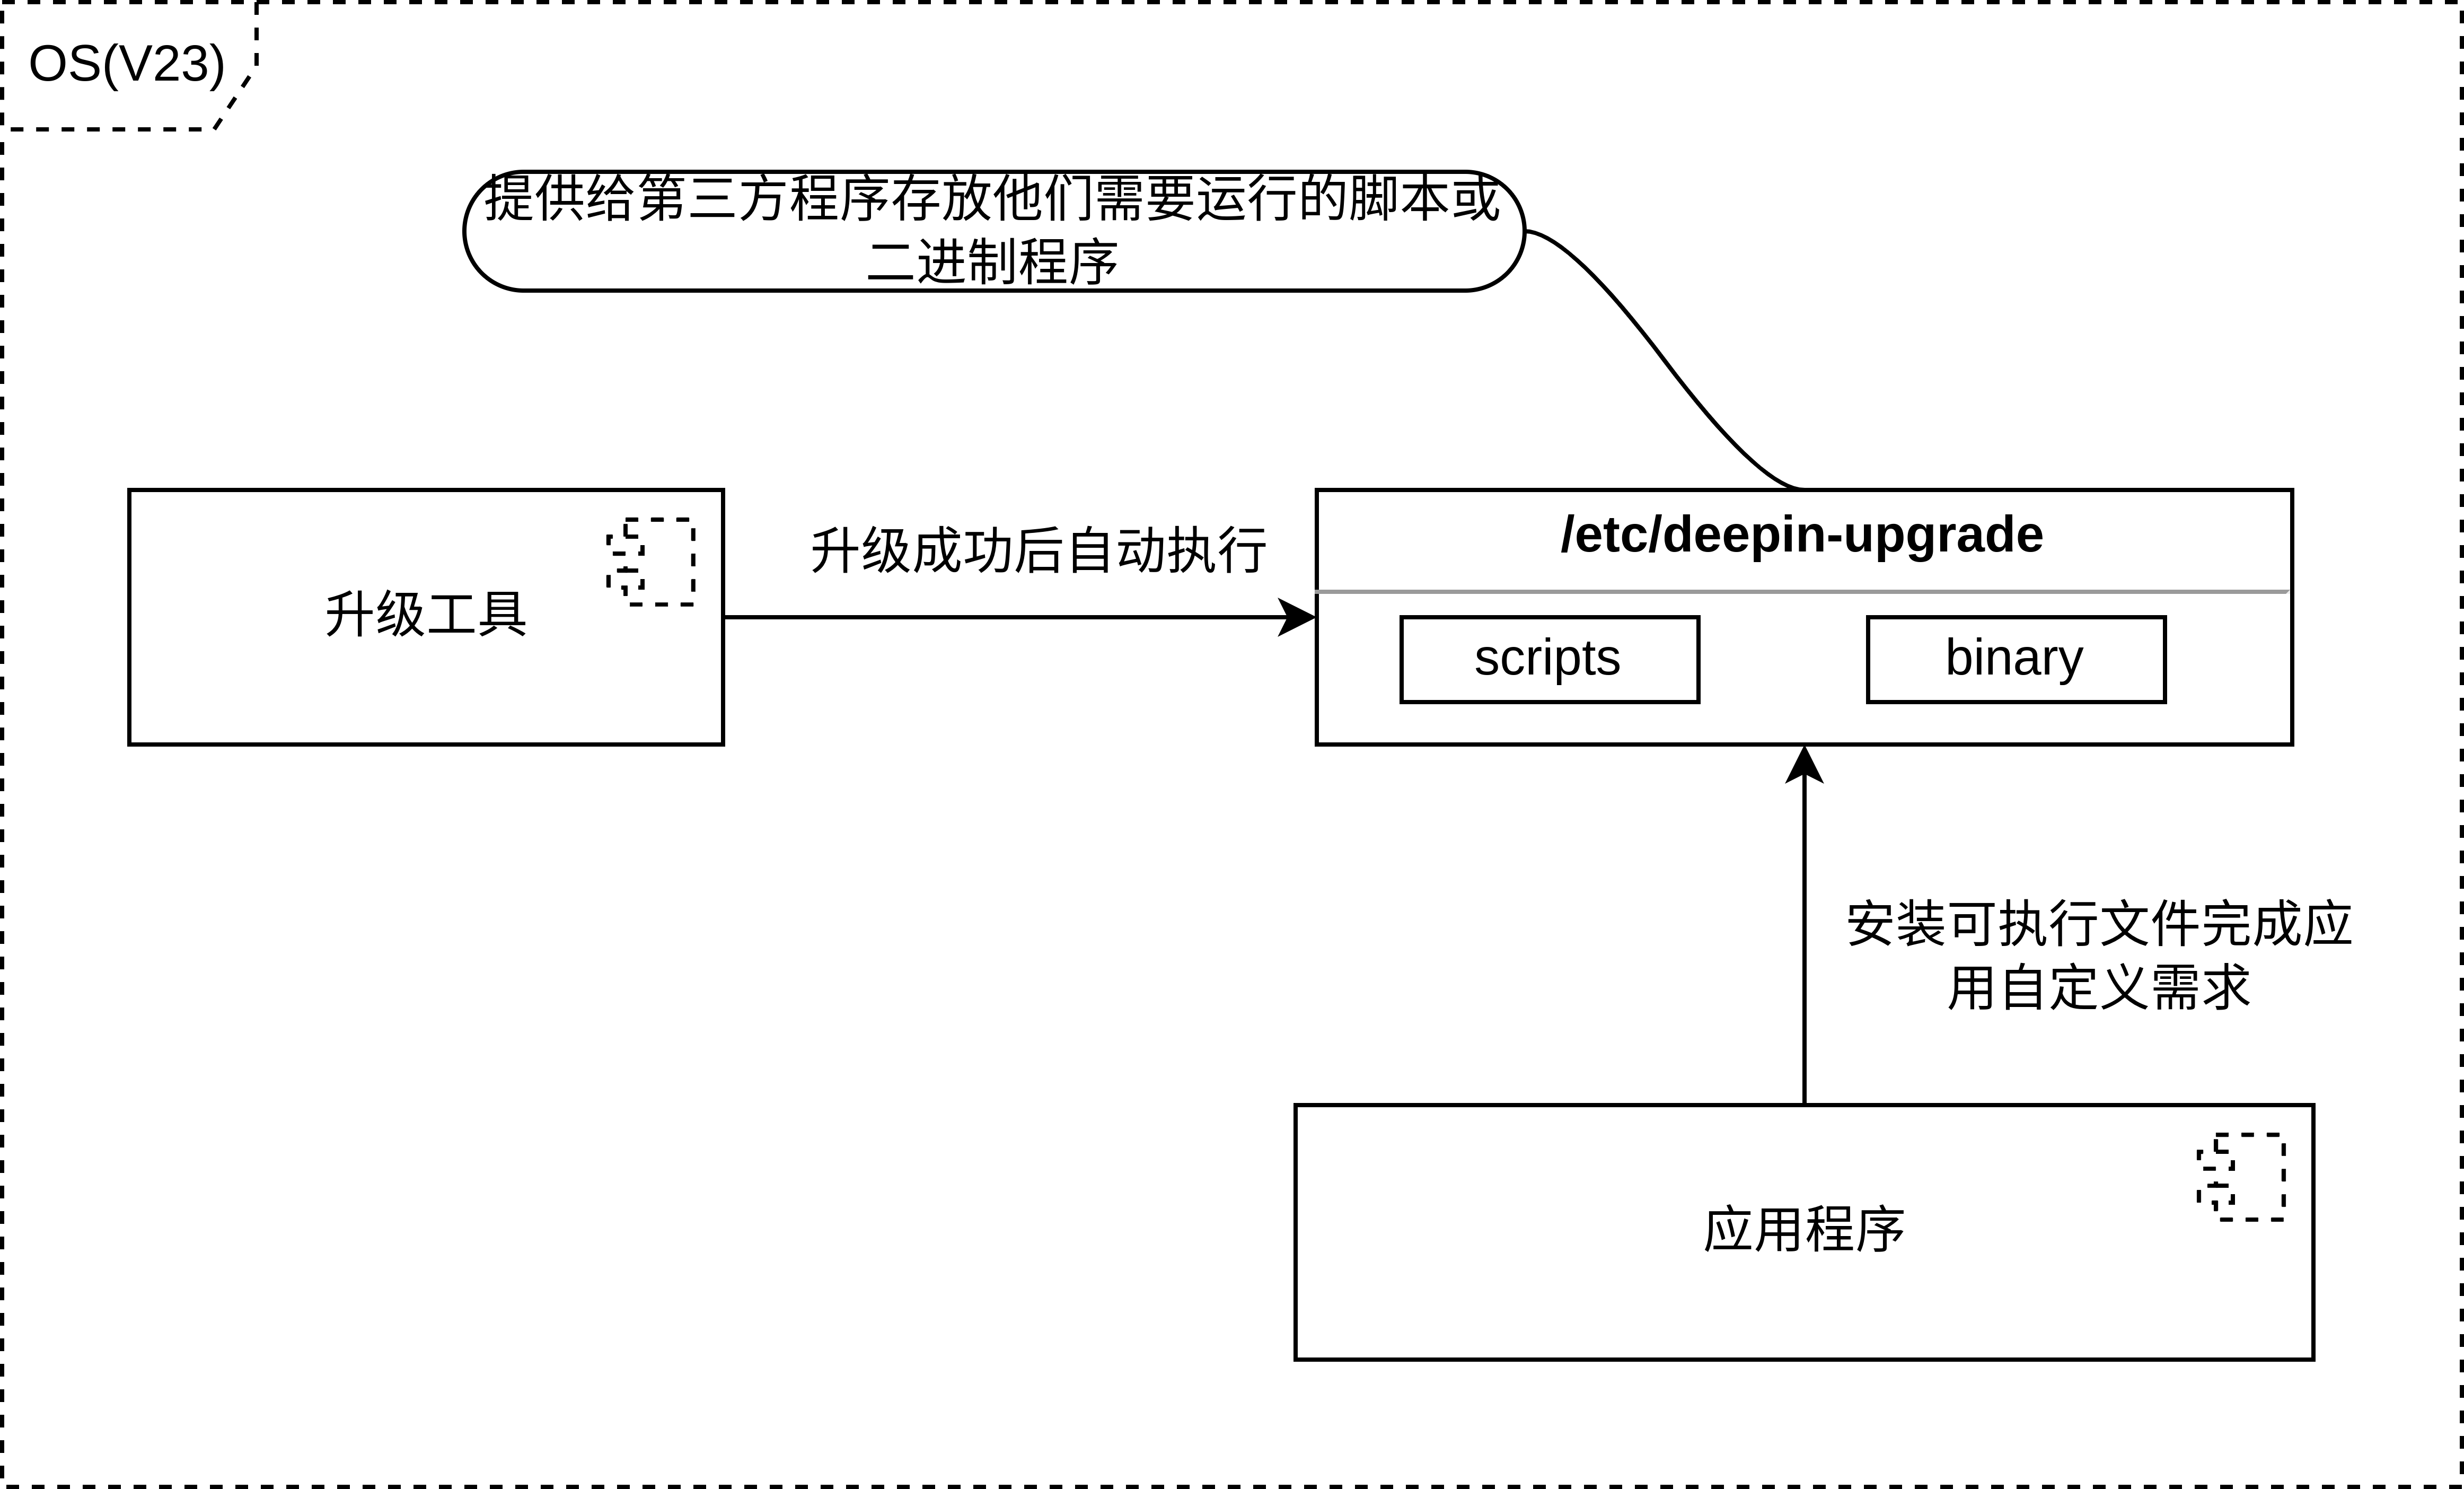 OS(V23)
提供给第三方程序存放他们需要运行的脚本或
二进制程序
升级工具
升级成功后自动执行
/etc/deepin-upgrade
scripts
binary
安装可执行文件完成应
用自定义需求
应用程序